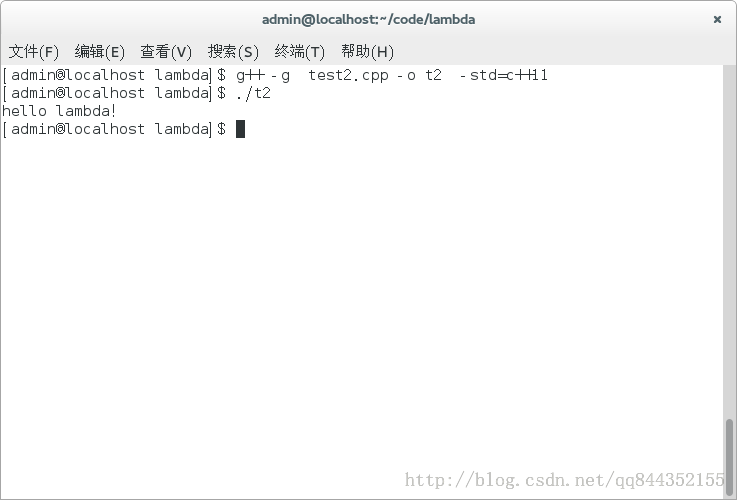 admin@localhost:~/code/lambda
文件(F) 编辑(E) 查看(V) 搜索(S) 终端(T) 帮助(H)
[admin@localhost lambda]$ g++ -g  test2.cpp -o t2  -std=c++11
[admin@localhost lambda]$ ./t2
hello lambda!
[admin@localhost lambda]$
http://blog.csdn.net/qq844352155